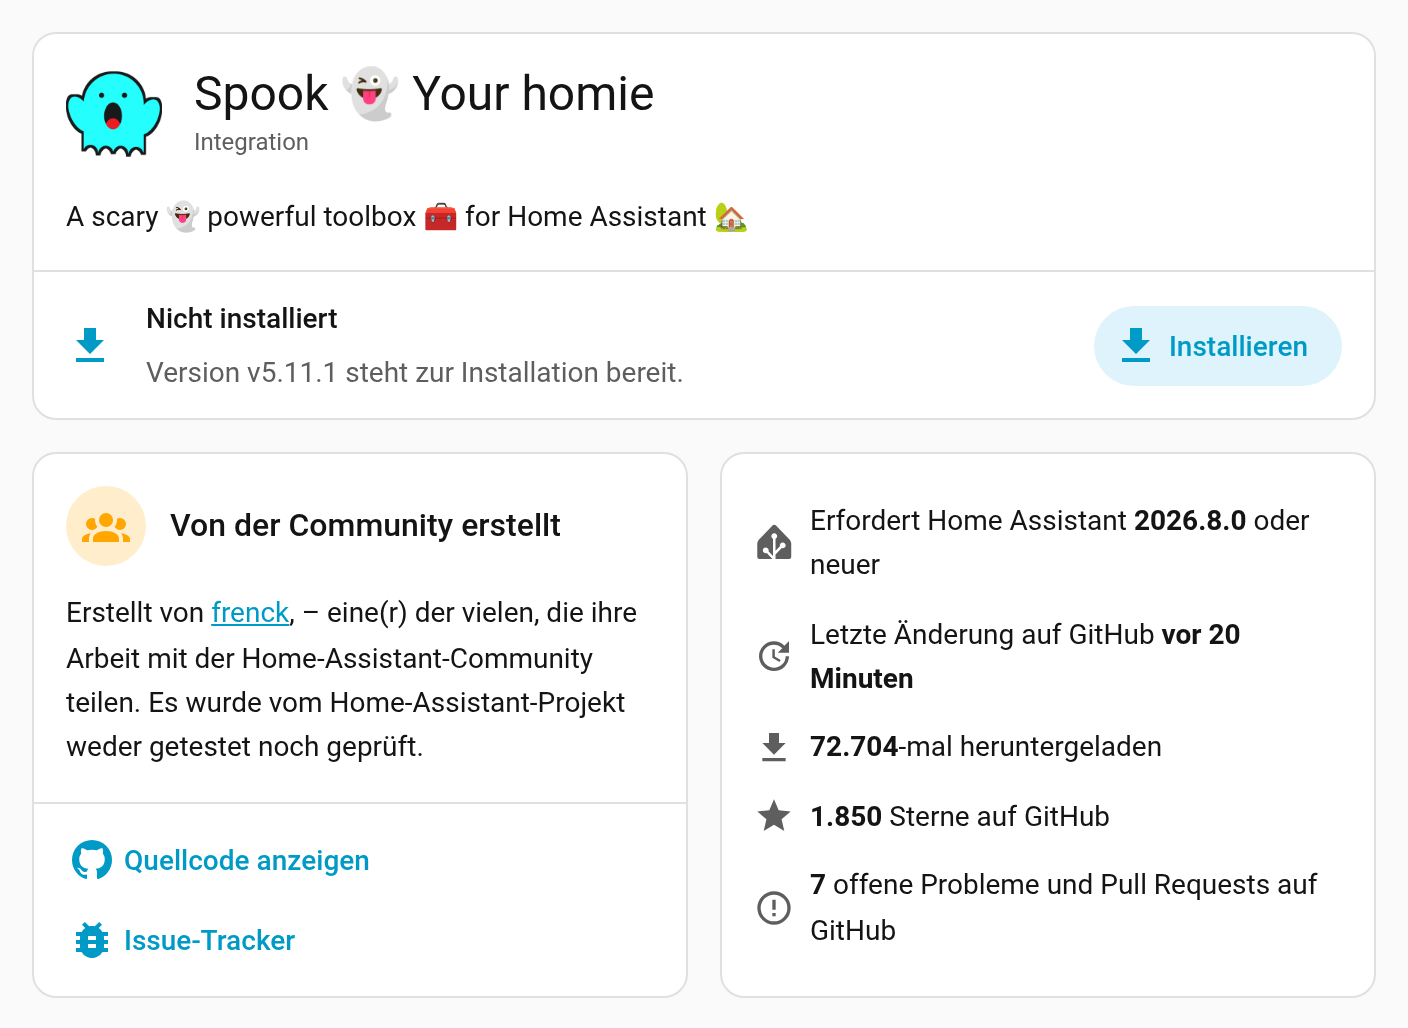 Spook 👻 Your homie
Integration
A scary 👻 powerful toolbox 🧰 for Home Assistant 🏡
Nicht installiert
Version v5.11.1 steht zur Installation bereit.
Installieren
Von der Community erstellt
Erstellt von frenck, – eine(r) der vielen, die ihre
Arbeit mit der Home-Assistant-Community
teilen. Es wurde vom Home-Assistant-Projekt
weder getestet noch geprüft.
Quellcode anzeigen
Issue-Tracker
Erfordert Home Assistant 2026.8.0 oder
neuer
Letzte Änderung auf GitHub vor 20
Minuten
72.704-mal heruntergeladen
1.850 Sterne auf GitHub
7 offene Probleme und Pull Requests auf
GitHub